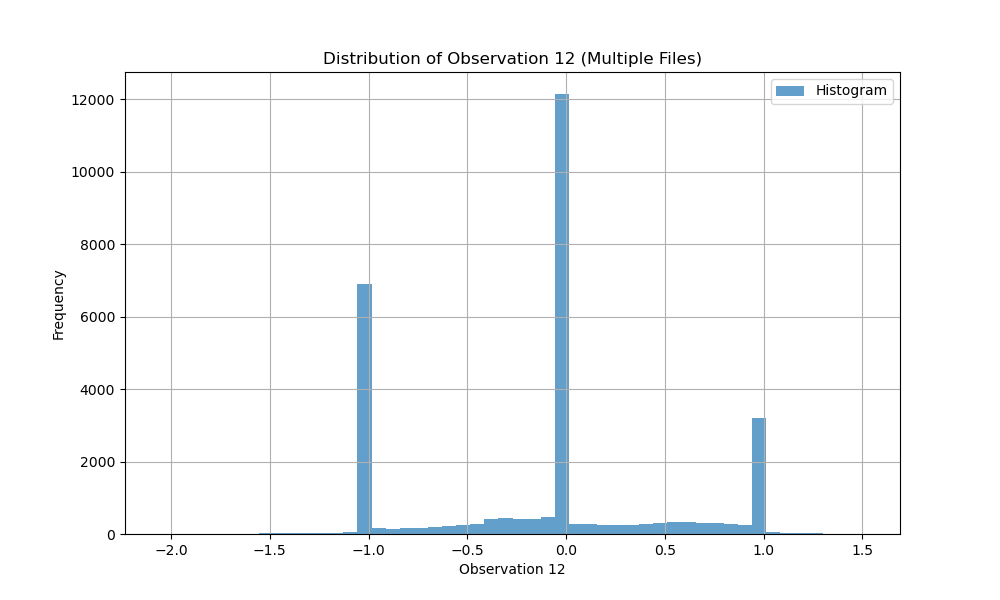 Distribution of Observation 12 (Multiple Files)
Histogram
12000
10000
8000
6000
4000
2000
0
Frequency
−2.0 −1.5 −1.0 −0.5 0.0 0.5 1.0 1.5
Observation 12